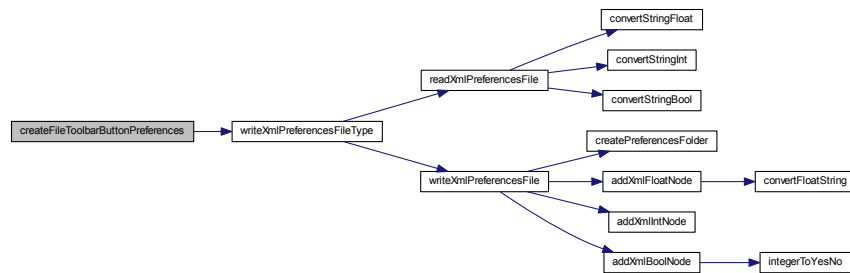 createFileToolbarButtonPreferences
writeXmlPreferencesFileType
readXmlPreferencesFile
convertStringFloat
convertStringInt
convertStringBool
writeXmlPreferencesFile
createPreferencesFolder
addXmlFloatNode
convertFloatString
addXmlIntNode
addXmlBoolNode
integerToYesNo